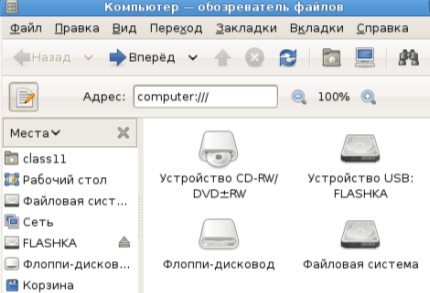 Компьютер — обозреватель файлов
Файл Правка Вид Переход Закладки Вкладки Справка
Назад Вперёд
Адрес: computer:/// 100%
Места
class11
Рабочий стол
Файловая сист...
Сеть
FLASHKA
Флоппи-дисков...
Корзина
Устройство CD-RW/
DVD±RW
Устройство USB:
FLASHKA
Флоппи-дисковод
Файловая система